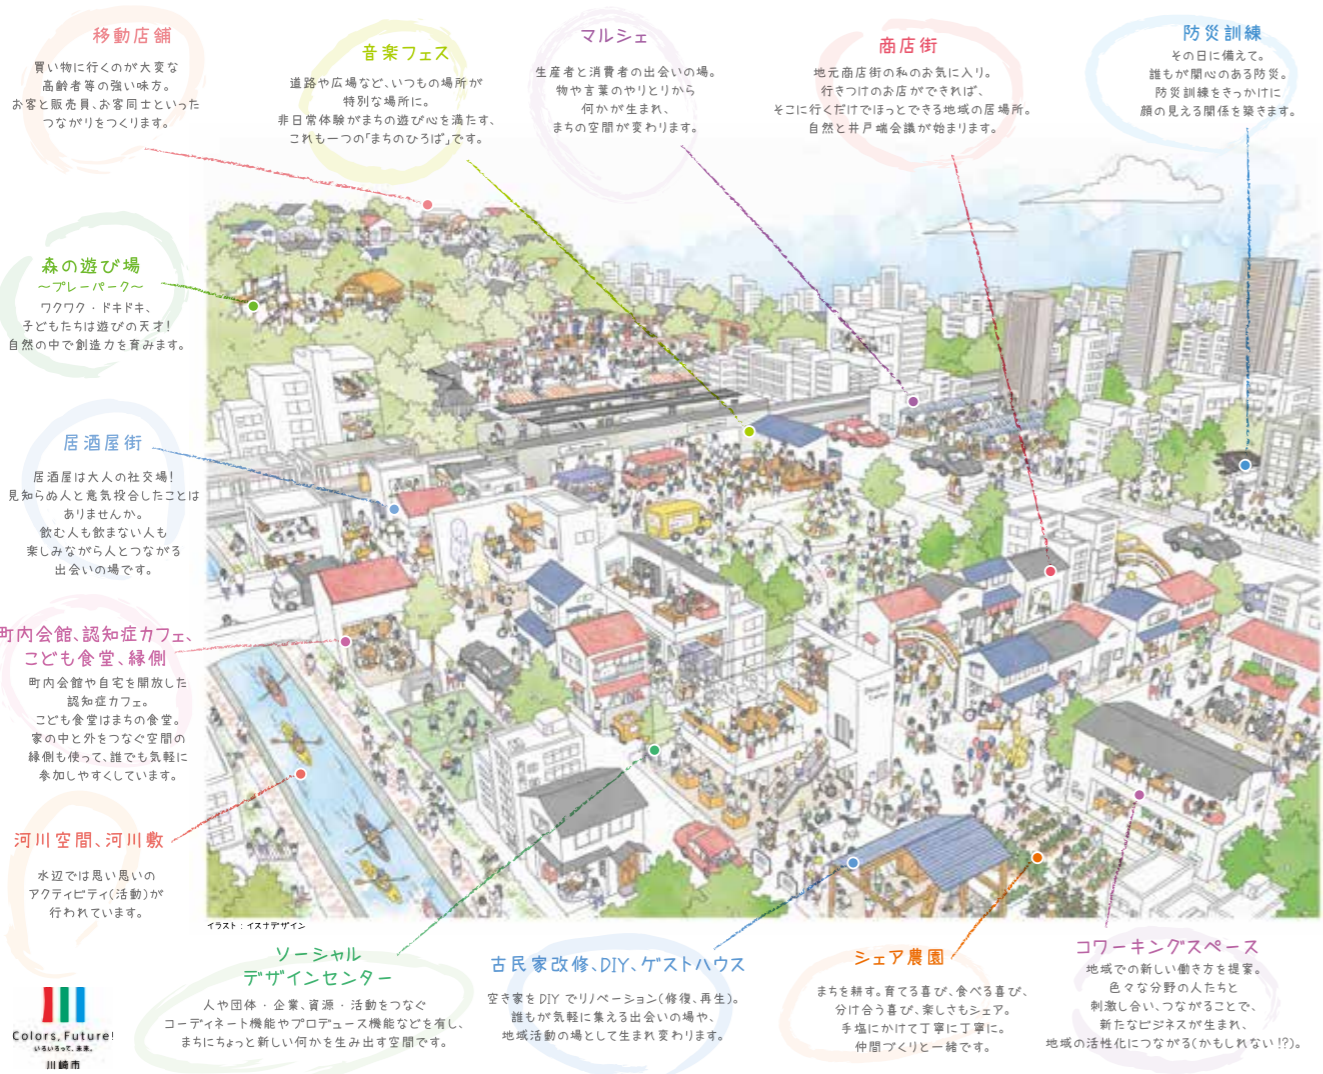 移動店舗
買い物に行くのが大変な
高齢者等の強い味方。
お客と販売員、お客同士といった
つながりをつくります。
音楽フェス
道路や広場など、いつもの場所が
特別な場所に。
非日常体験がまちの遊び心を満たす、
これも一つの「まちのひろば」です。
マルシェ
生産者と消費者の出会いの場。
物や言葉のやりとりから
何かが生まれ、
まちの空間が変わります。
商店街
地元商店街の私のお気に入り。
行きつけのお店ができれば、
そこに行くだけでほっとできる地域の居場所。
自然と井戸端会議が始まります。
防災訓練
その日に備えて。
誰もが関心のある防災。
防災訓練をきっかけに
顔の見える関係を築きます。
森の遊び場
～プレーパーク～
ワクワク・ドキドキ、
子どもたちは遊びの天才!
自然の中で創造力を育みます。
居酒屋街
居酒屋は大人の社交場!
見知らぬ人と意気投合したことは
ありませんか。
飲む人も飲まない人も
楽しみながら人とつながる
出会いの場です。
町内会館、認知症カフェ、
こども食堂、縁側
町内会館や自宅を開放した
認知症カフェ。
こども食堂はまちの食堂。
家の中と外をつなぐ空間の
縁側も使って、誰でも気軽に
参加しやすくしています。
河川空間、河川敷
水辺では思い思いの
アクティビティ(活動)が
行われています。
イラスト:イスナデザイン
ソーシャル
デザインセンター
人や団体・企業、資源・活動をつなぐ
コーディネート機能やプロデュース機能などを有し、
まちにちょっと新しい何かを生み出す空間です。
古民家改修、DIY、ゲストハウス
空き家をDIYでリノベーション(修復、再生)。
誰もが気軽に集える出会いの場や、
地域活動の場として生まれ変わります。
シェア農園
まちを耕す。育てる喜び、食べる喜び、
分け合う喜び、楽しさもシェア。
手塩にかけて丁寧に丁寧に。
仲間づくりと一緒です。
コワーキングスペース
地域での新しい働き方を提案。
色々な分野の人たちと
刺激し合い、つながることで、
新たなビジネスが生まれ、
地域の活性化につながる(かもしれない!?)。
Colors, Future!
いろいろって、未来。
川崎市